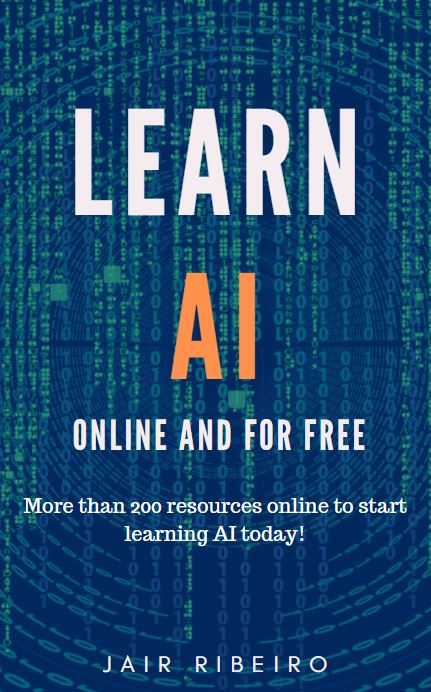 LEARN
AI
ONLINE AND FOR FREE
More than 200 resources online to start
learning AI today!
JAIR RIBEIRO